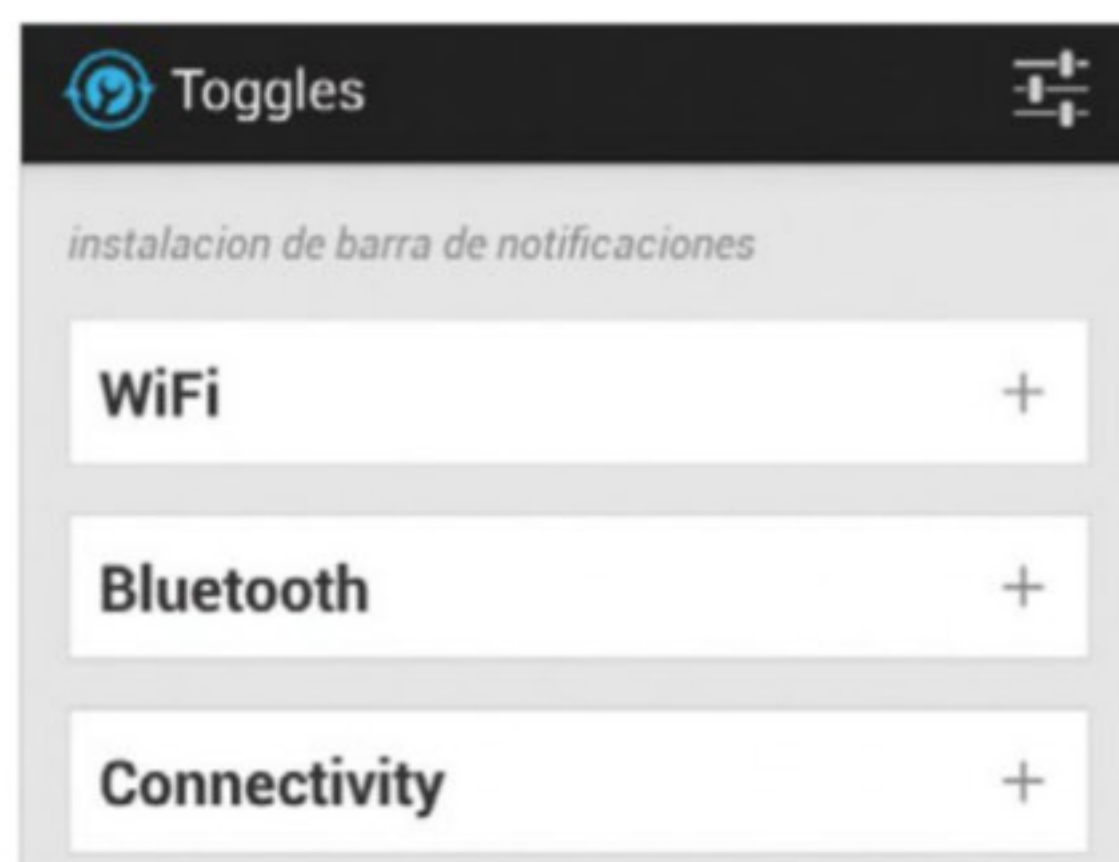 Toggles
instalacion de barra de notificaciones
WiFi
Bluetooth
Connectivity